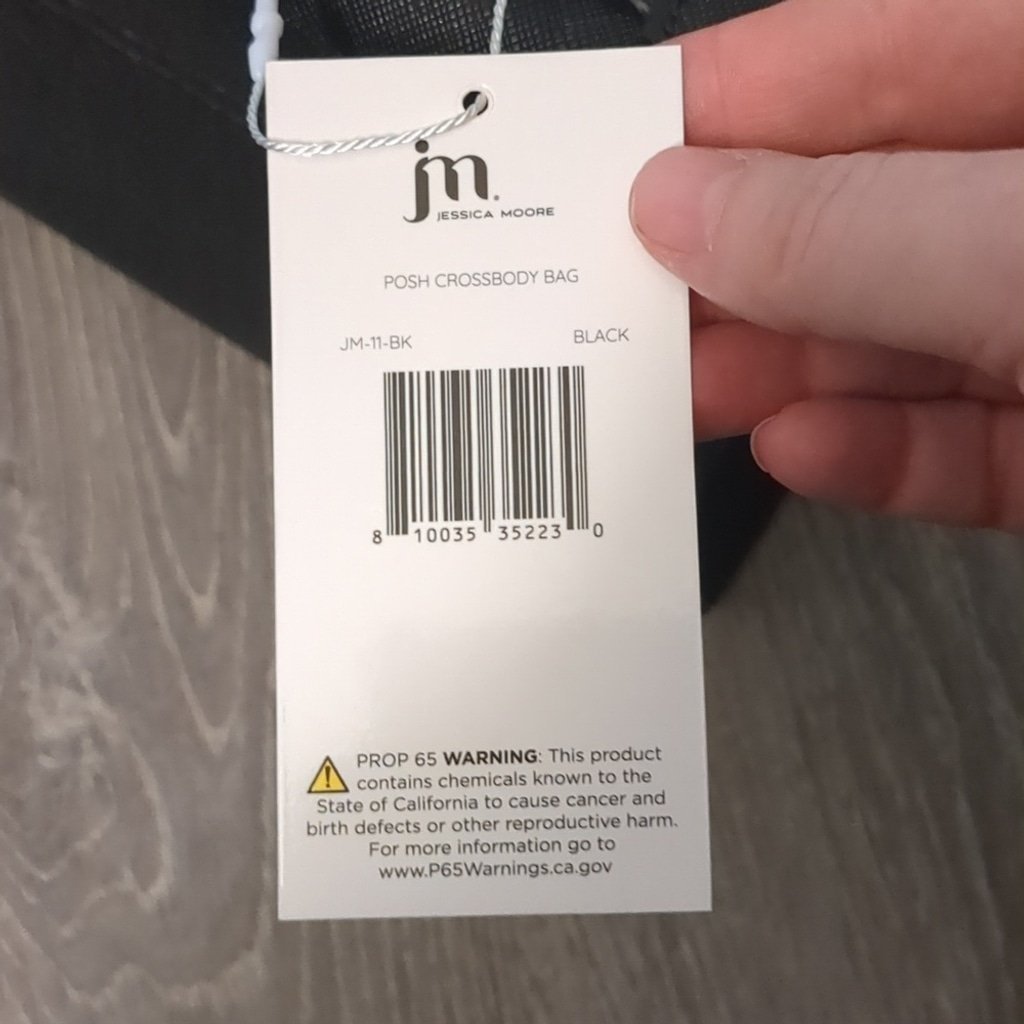 jm.
JESSICA MOORE
POSH CROSSBODY BAG
JM-11-BK BLACK
8 10035 35223 0
PROP 65 WARNING: This product
contains chemicals known to the
State of California to cause cancer and
birth defects or other reproductive harm.
For more information go to
www.P65Warnings.ca.gov